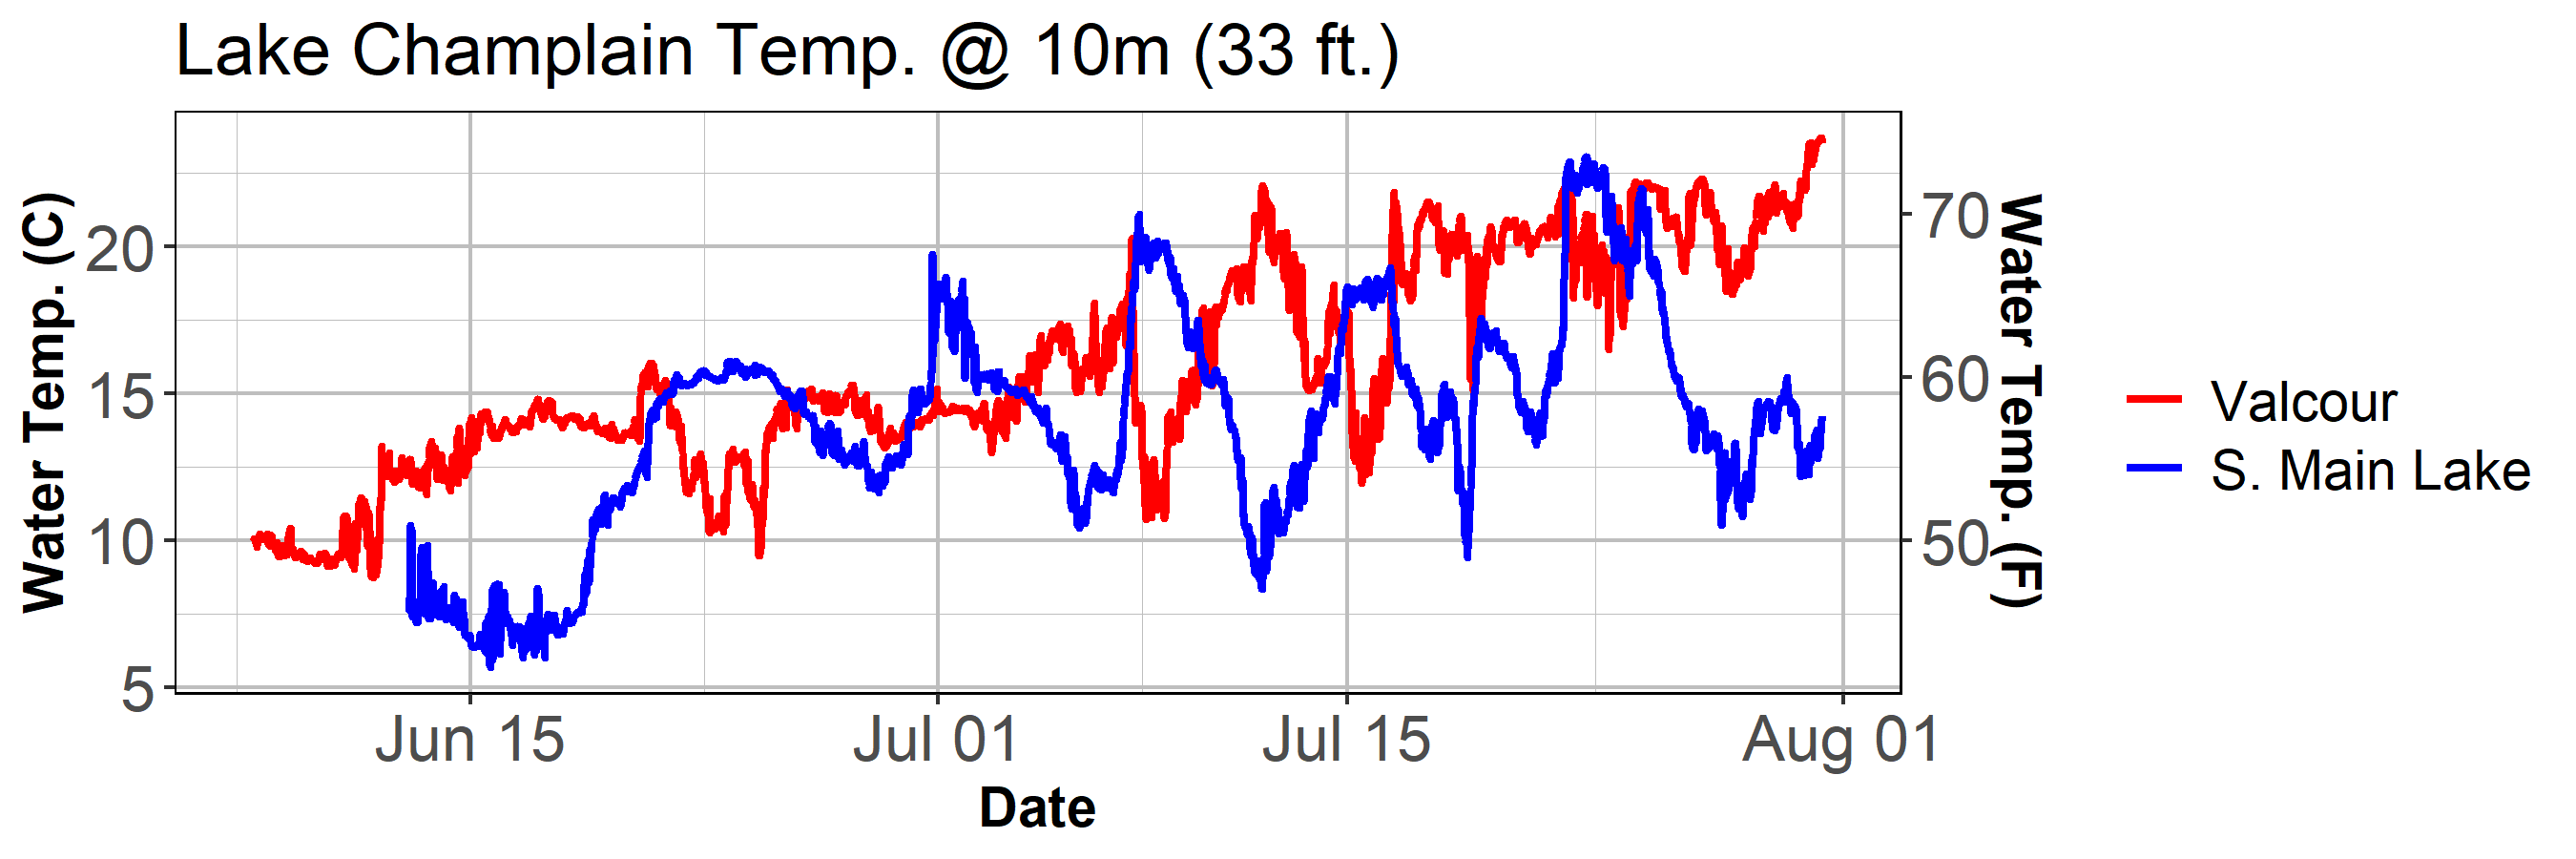 Lake Champlain Temp. @ 10m (33 ft.)
Water Temp. (C)
20
15
10
5
70
60
50
Water Temp. (F)
Jun 15
Jul 01
Jul 15
Aug 01
Date
Valcour
S. Main Lake